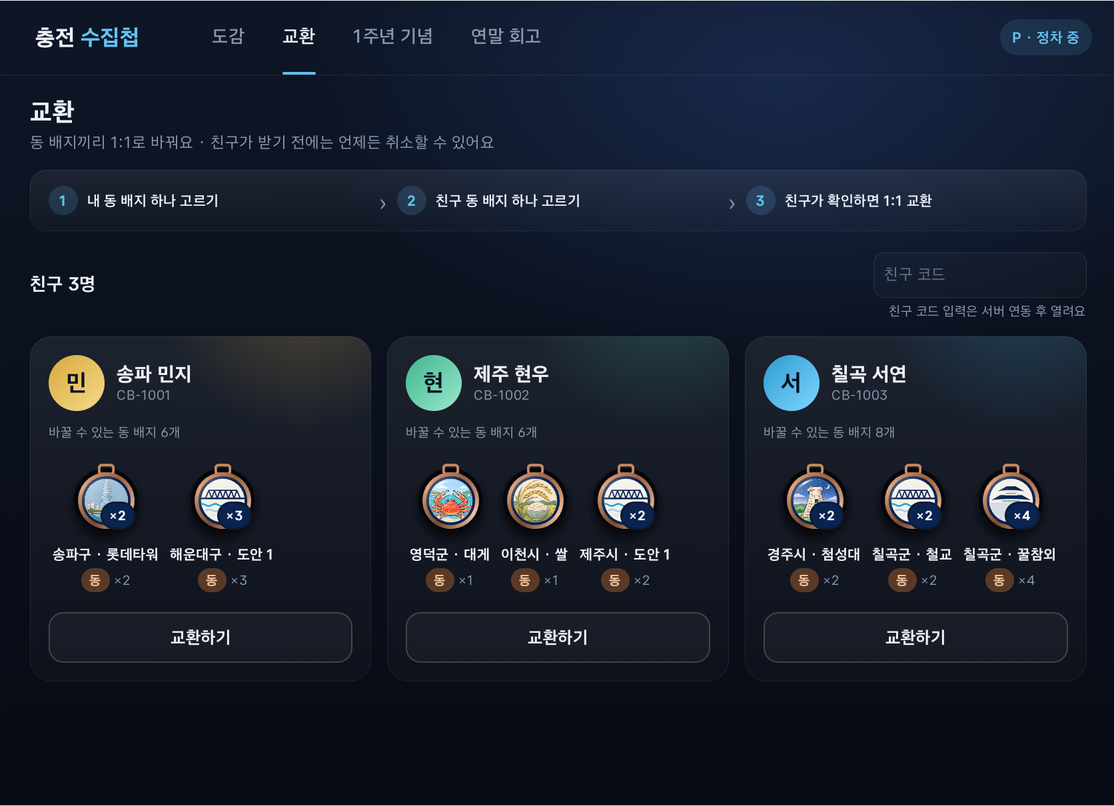 충전 수집첩 도감 교환 1주년 기념 연말 회고 P · 정차 중
교환
동 배지끼리 1:1로 바꿔요 · 친구가 받기 전에는 언제든 취소할 수 있어요
1 내 동 배지 하나 고르기 › 2 친구 동 배지 하나 고르기 › 3 친구가 확인하면 1:1 교환
친구 3명
친구 코드
친구 코드 입력은 서버 연동 후 열려요
민 송파 민지
CB-1001
바꿀 수 있는 동 배지 6개
×2 ×3
송파구 · 롯데타워 해운대구 · 도안 1
동 ×2 동 ×3
교환하기
현 제주 현우
CB-1002
바꿀 수 있는 동 배지 6개
×2
영덕군 · 대게 이천시 · 쌀 제주시 · 도안 1
동 ×1 동 ×1 동 ×2
교환하기
서 칠곡 서연
CB-1003
바꿀 수 있는 동 배지 8개
×2 ×2 ×4
경주시 · 첨성대 칠곡군 · 철교 칠곡군 · 꿀참외
동 ×2 동 ×2 동 ×4
교환하기